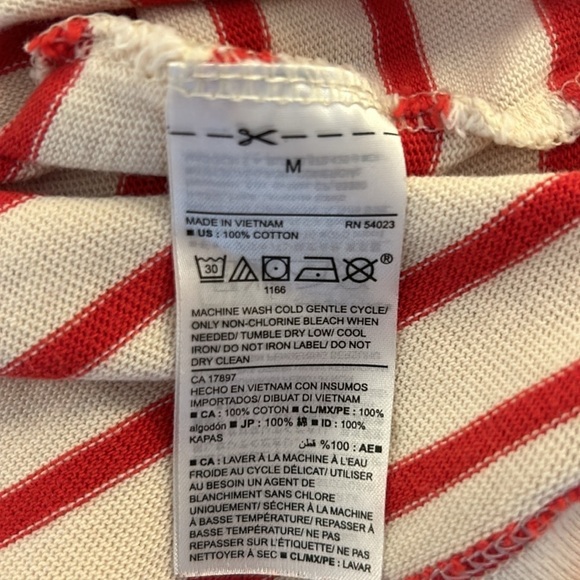 M
MADE IN VIETNAM RN 54023
■ US : 100% COTTON
30 ®
1166
MACHINE WASH COLD GENTLE CYCLE/
ONLY NON-CHLORINE BLEACH WHEN
NEEDED/ TUMBLE DRY LOW/ COOL
IRON/ DO NOT IRON LABEL/ DO NOT
DRY CLEAN
CA 17897
HECHO EN VIETNAM CON INSUMOS
IMPORTADOS/ DIBUAT DI VIETNAM
■ CA : 100% COTTON ■ CL/MX/PE : 100%
algodón ■ JP : 100% 綿 ■ ID : 100%
KAPAS
■AE : 100% قطن
■ CA : LAVER À LA MACHINE À L'EAU
FROIDE AU CYCLE DÉLICAT/ UTILISER
AU BESOIN UN AGENT DE
BLANCHIMENT SANS CHLORE
UNIQUEMENT/ SÉCHER À LA MACHINE
À BASSE TEMPÉRATURE/ REPASSER À
BASSE TEMPÉRATURE/ NE PAS
REPASSER SUR L'ÉTIQUETTE/ NE PAS
NETTOYER À SEC ■ CL/MX/PE: LAVAR